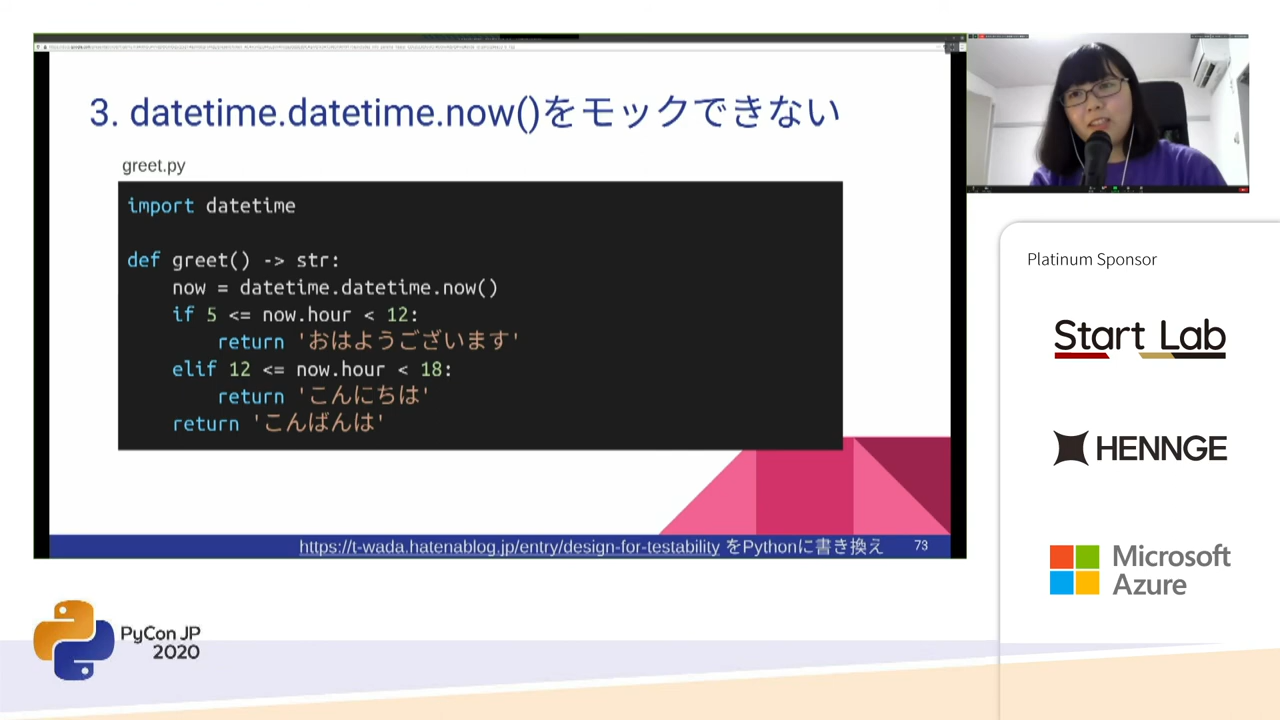 3. datetime.datetime.now()をモックできない
greet.py
import datetime
def greet() -> str:
now = datetime.datetime.now()
if 5 <= now.hour < 12:
return 'おはようございます'
elif 12 <= now.hour < 18:
return 'こんにちは'
return 'こんばんは'
https://t-wada.hatenablog.jp/entry/design-for-testability をPythonに書き換え
73
Platinum Sponsor
Start Lab
HENNGE
Microsoft
Azure
PyCon JP
2020